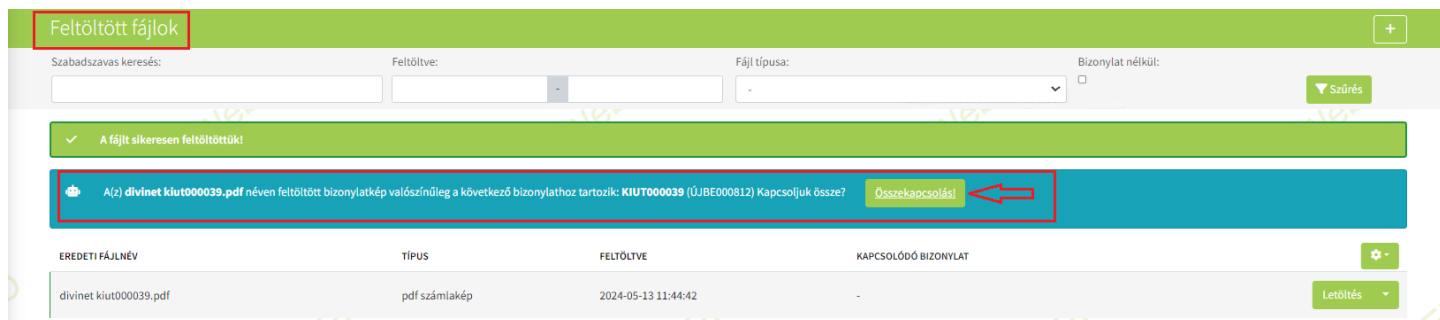 Feltöltött fájlok
+
Szabadszavas keresés: Feltöltve: Fájl típusa: Bizonylat nélkül:
- -
Szűrés
A fájlt sikeresen feltöltöttük!
A(z) divinet kiut000039.pdf néven feltöltött bizonylatkép valószínűleg a következő bizonylathoz tartozik: KIUT000039 (ÚJBE000812) Kapcsoljuk össze? Összekapcsolás!
EREDETI FÁJLNÉV TÍPUS FELTÖLTVE KAPCSOLÓDÓ BIZONYLAT
divinet kiut000039.pdf pdf számlakép 2024-05-13 11:44:42 - Letöltés